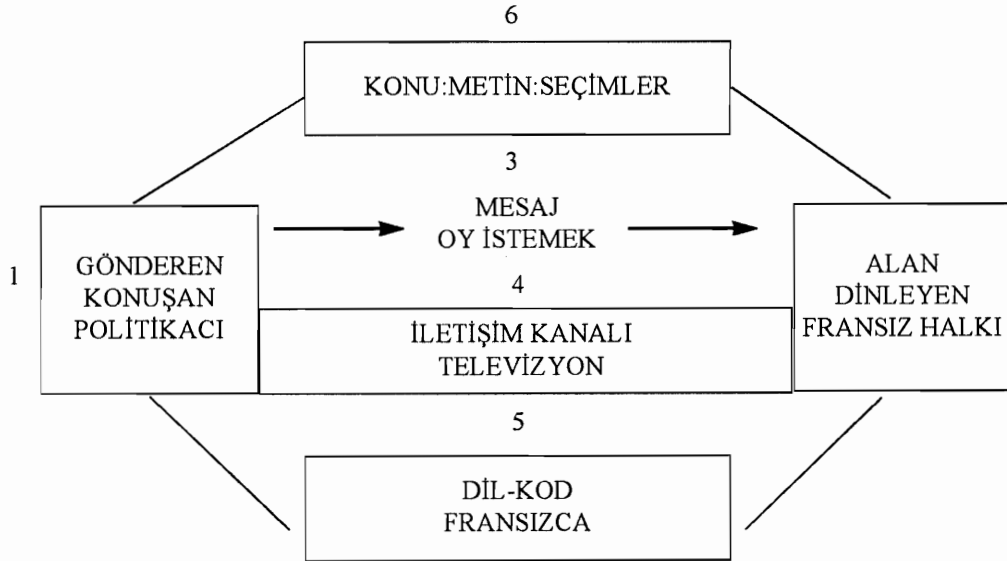 6
KONU:METİN:SEÇİMLER
3
MESAJ
OY İSTEMEK
1
GÖNDEREN
KONUŞAN
POLİTİKACI
4
İLETİŞİM KANALI
TELEVİZYON
ALAN
DİNLEYEN
FRANSIZ HALKI
5
DİL-KOD
FRANSIZCA